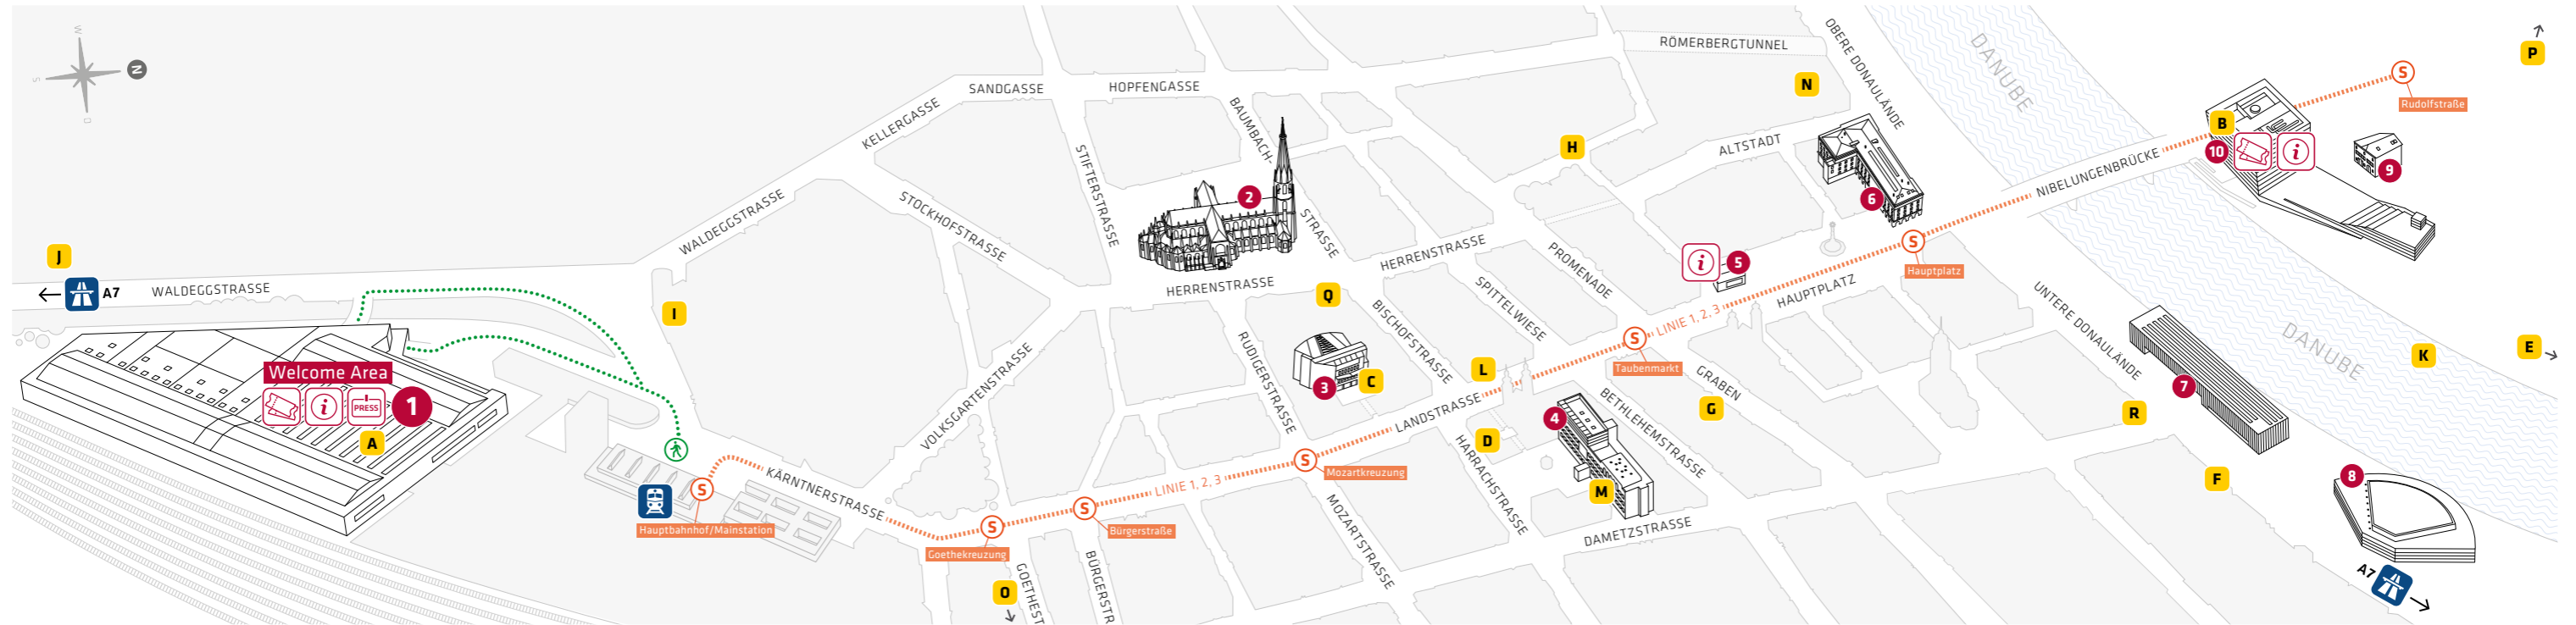 W
N
S
O
J
A7
WALDEGGSTRASSE
Welcome Area
i
PRESS
1
A
I
WALDEGGSTRASSE
KELLERGASSE
SANDGASSE
HOPFENGASSE
STOCKHOFSTRASSE
STIFTERSTRASSE
BAUMBACH-
STRASSE
2
HERRENSTRASSE
HERRENSTRASSE
Q
VOLKSGARTENSTRASSE
RUDIGERSTRASSE
3
C
BISCHOFSTRASSE
SPITTELWIESE
PROMENADE
H
N
RÖMERBERGTUNNEL
OBERE DONAULÄNDE
ALTSTADT
6
i
5
S
Hauptbahnhof/Mainstation
KÄRNTNERSTRASSE
S
Goethekreuzung
S
Bürgerstraße
LINIE 1, 2, 3
S
Mozartkreuzung
LANDSTRASSE
L
D
4
M
S
Taubenmarkt
LINIE 1, 2, 3
HAUPTPLATZ
S
Hauptplatz
NIBELUNGENBRÜCKE
O
GOETHEST
BÜRGERSTR
MOZARTSTRASSE
HARRACHSTRASSE
BETHLEHEMSTRASSE
DAMETZSTRASSE
GRABEN
G
UNTERE DONAULÄNDE
DANUBE
DANUBE
B
10
i
9
S
Rudolfstraße
P
E
K
7
R
F
8
A7